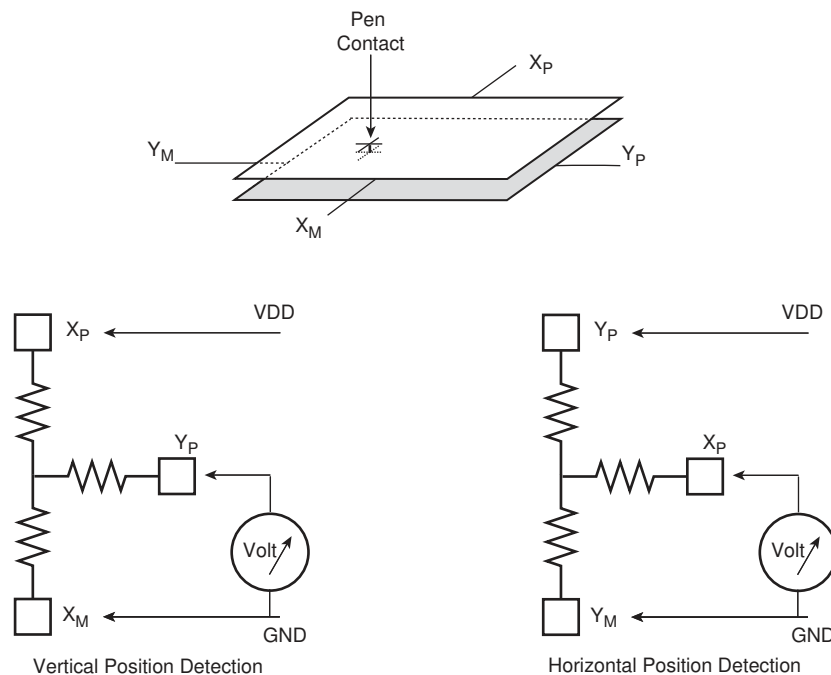 Pen
Contact
X_P
Y_M
Y_P
X_M
X_P
VDD
Y_P
Volt
X_M
GND
Vertical Position Detection
Y_P
VDD
X_P
Volt
Y_M
GND
Horizontal Position Detection